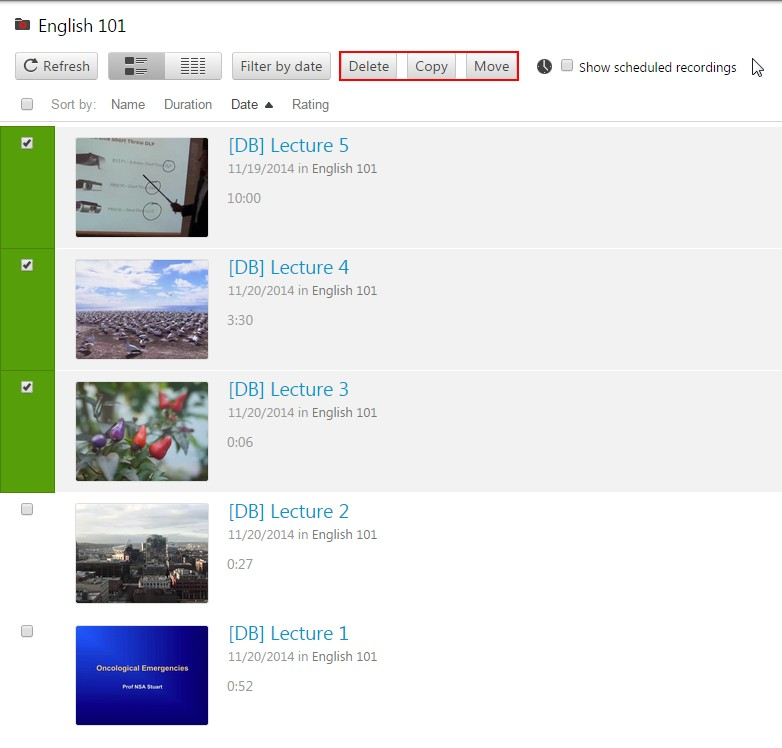 English 101
Refresh Filter by date Delete Copy Move Show scheduled recordings
Sort by: Name Duration Date Rating
[DB] Lecture 5
11/19/2014 in English 101
10:00
[DB] Lecture 4
11/20/2014 in English 101
3:30
[DB] Lecture 3
11/20/2014 in English 101
0:06
[DB] Lecture 2
11/20/2014 in English 101
0:27
Oncological Emergencies
Prof NSA Stuart
[DB] Lecture 1
11/20/2014 in English 101
0:52